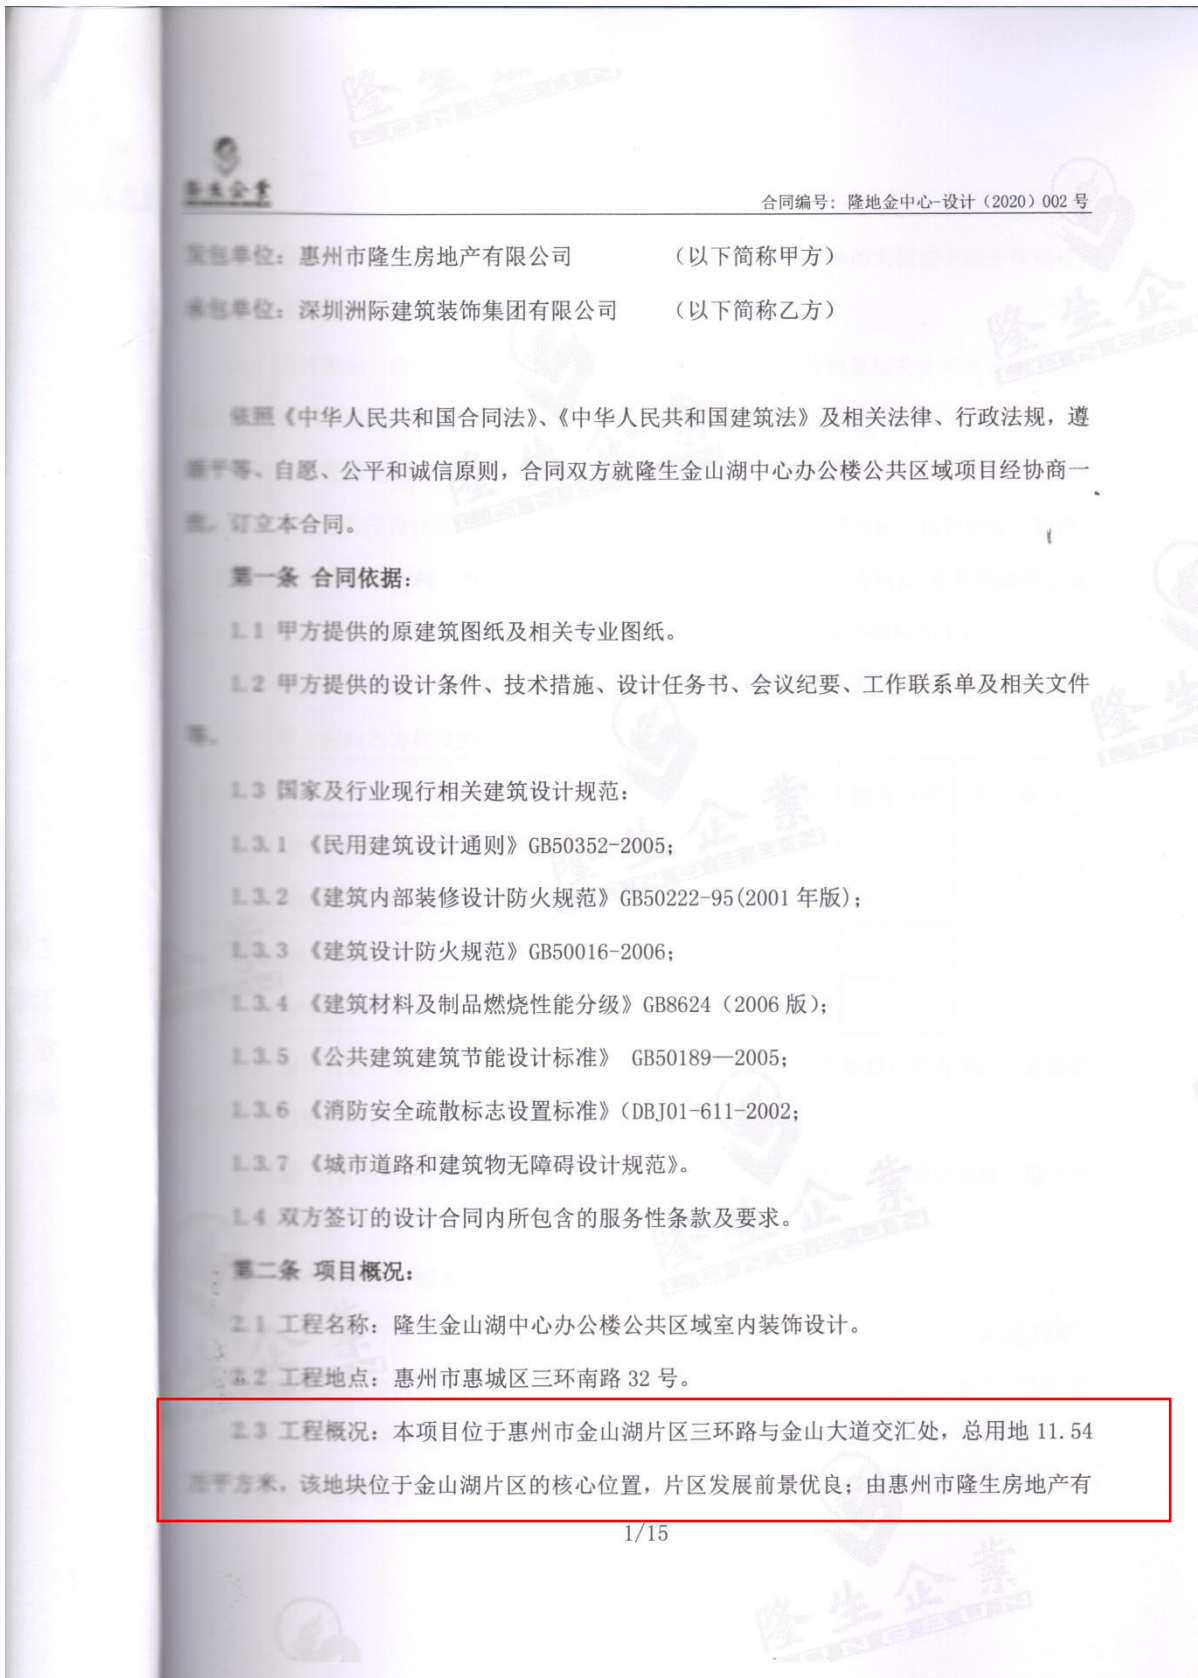 隆生企業
合同编号：隆地金中心-设计（2020）002 号
发包单位：惠州市隆生房地产有限公司 （以下简称甲方）
承包单位：深圳洲际建筑装饰集团有限公司 （以下简称乙方）
依照《中华人民共和国合同法》、《中华人民共和国建筑法》及相关法律、行政法规，遵
循平等、自愿、公平和诚信原则，合同双方就隆生金山湖中心办公楼公共区域项目经协商一
致，订立本合同。
第一条 合同依据：
1.1 甲方提供的原建筑图纸及相关专业图纸。
1.2 甲方提供的设计条件、技术措施、设计任务书、会议纪要、工作联系单及相关文件
等。
1.3 国家及行业现行相关建筑设计规范：
1.3.1 《民用建筑设计通则》GB50352-2005；
1.3.2 《建筑内部装修设计防火规范》GB50222-95(2001 年版)；
1.3.3 《建筑设计防火规范》GB50016-2006；
1.3.4 《建筑材料及制品燃烧性能分级》GB8624（2006 版）；
1.3.5 《公共建筑建筑节能设计标准》 GB50189—2005；
1.3.6 《消防安全疏散标志设置标准》（DBJ01-611-2002；
1.3.7 《城市道路和建筑物无障碍设计规范》。
1.4 双方签订的设计合同内所包含的服务性条款及要求。
第二条 项目概况：
2.1 工程名称：隆生金山湖中心办公楼公共区域室内装饰设计。
2.2 工程地点：惠州市惠城区三环南路 32 号。
2.3 工程概况：本项目位于惠州市金山湖片区三环路与金山大道交汇处，总用地 11.54
万平方米，该地块位于金山湖片区的核心位置，片区发展前景优良；由惠州市隆生房地产有
1/15